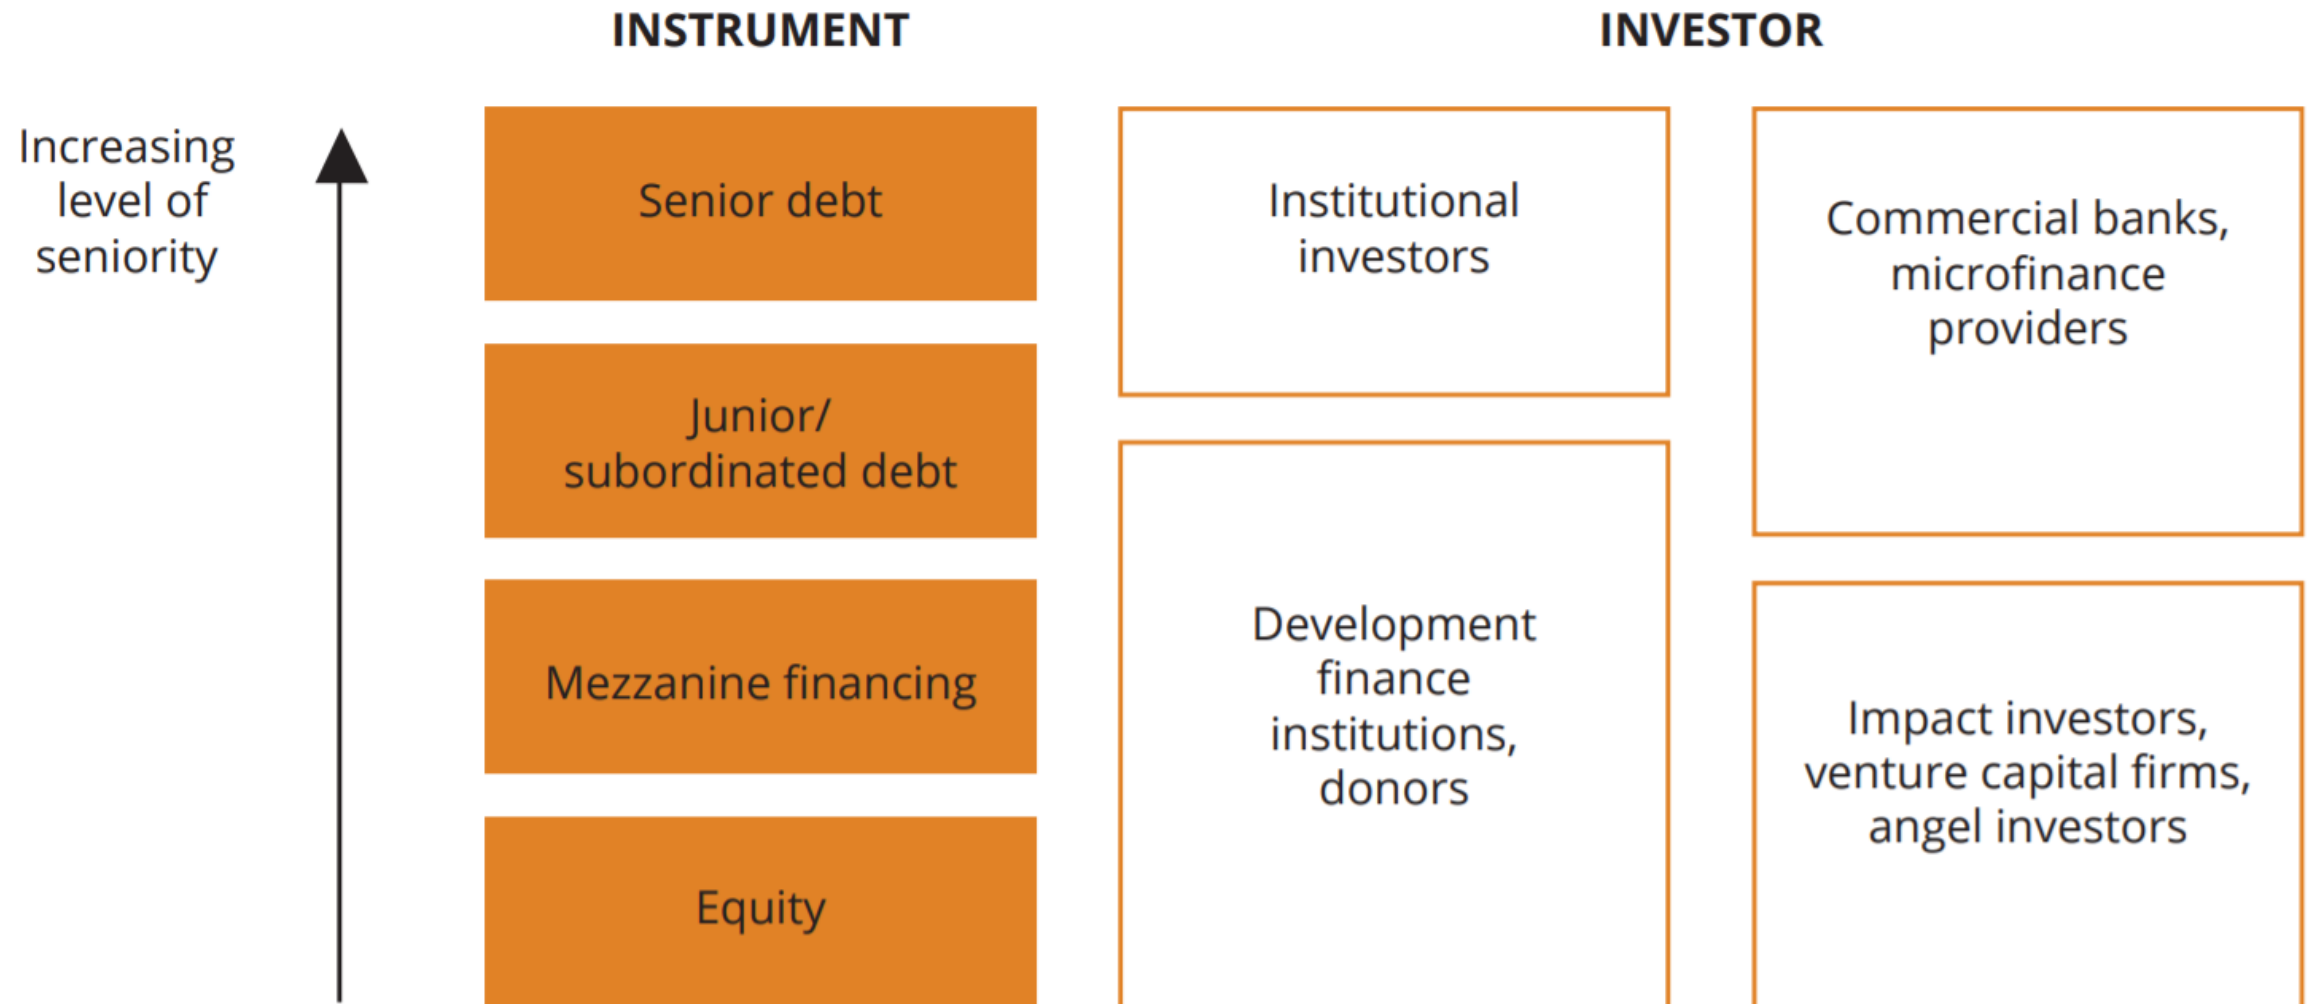 INSTRUMENT
INVESTOR
Increasing
level of
seniority
Senior debt
Junior/
subordinated debt
Mezzanine financing
Equity
Institutional
investors
Development
finance
institutions,
donors
Commercial banks,
microfinance
providers
Impact investors,
venture capital firms,
angel investors